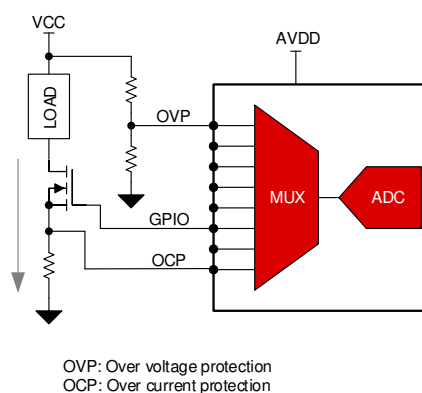 VCC
AVDD
LOAD
OVP
MUX
ADC
GPIO
OCP
OVP: Over voltage protection
OCP: Over current protection